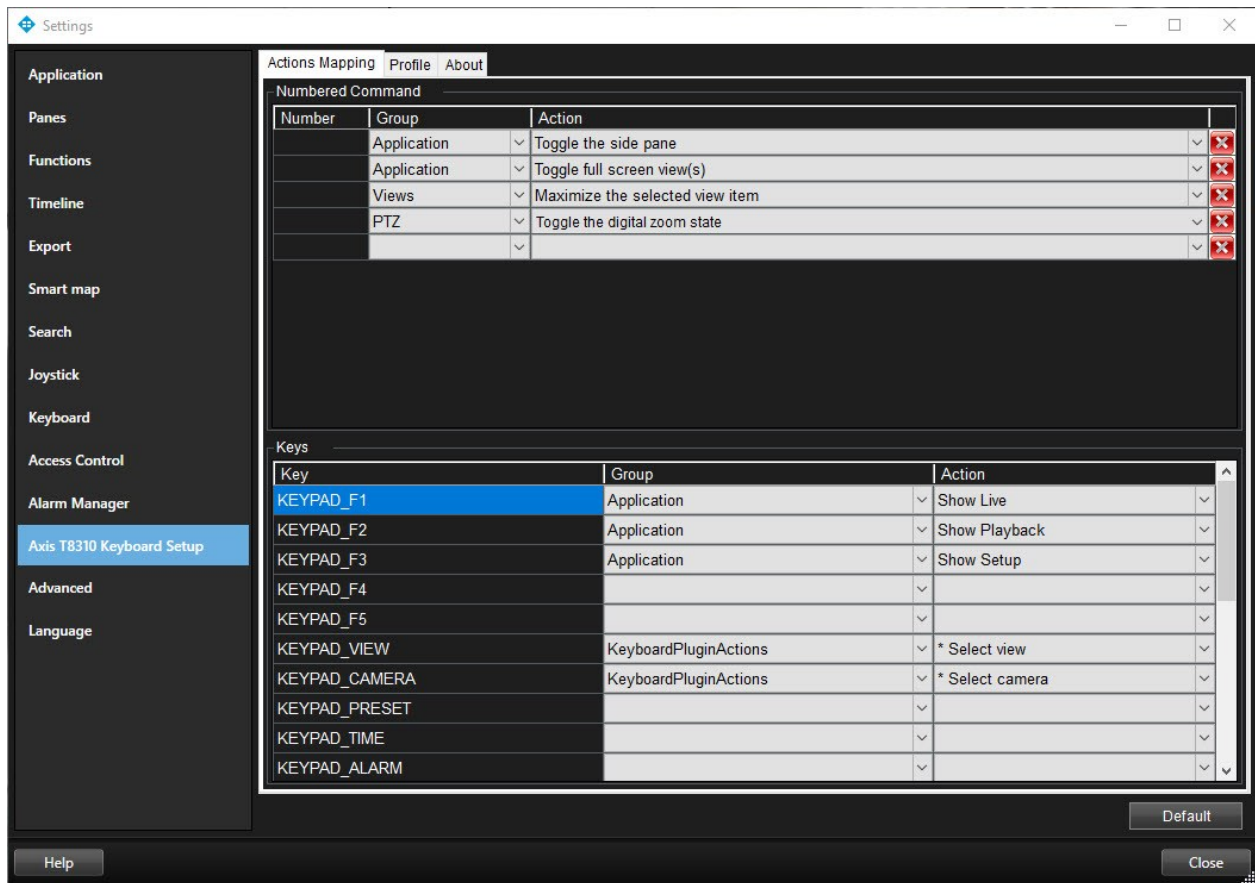 Settings
Application
Panes
Functions
Timeline
Export
Smart map
Search
Joystick
Keyboard
Access Control
Alarm Manager
Axis T8310 Keyboard Setup
Advanced
Language
Actions Mapping Profile About
Numbered Command
Number Group Action
Application Toggle the side pane
Application Toggle full screen view(s)
Views Maximize the selected view item
PTZ Toggle the digital zoom state
Keys
Key Group Action
KEYPAD_F1 Application Show Live
KEYPAD_F2 Application Show Playback
KEYPAD_F3 Application Show Setup
KEYPAD_F4
KEYPAD_F5
KEYPAD_VIEW KeyboardPluginActions * Select view
KEYPAD_CAMERA KeyboardPluginActions * Select camera
KEYPAD_PRESET
KEYPAD_TIME
KEYPAD_ALARM
Default
Help Close